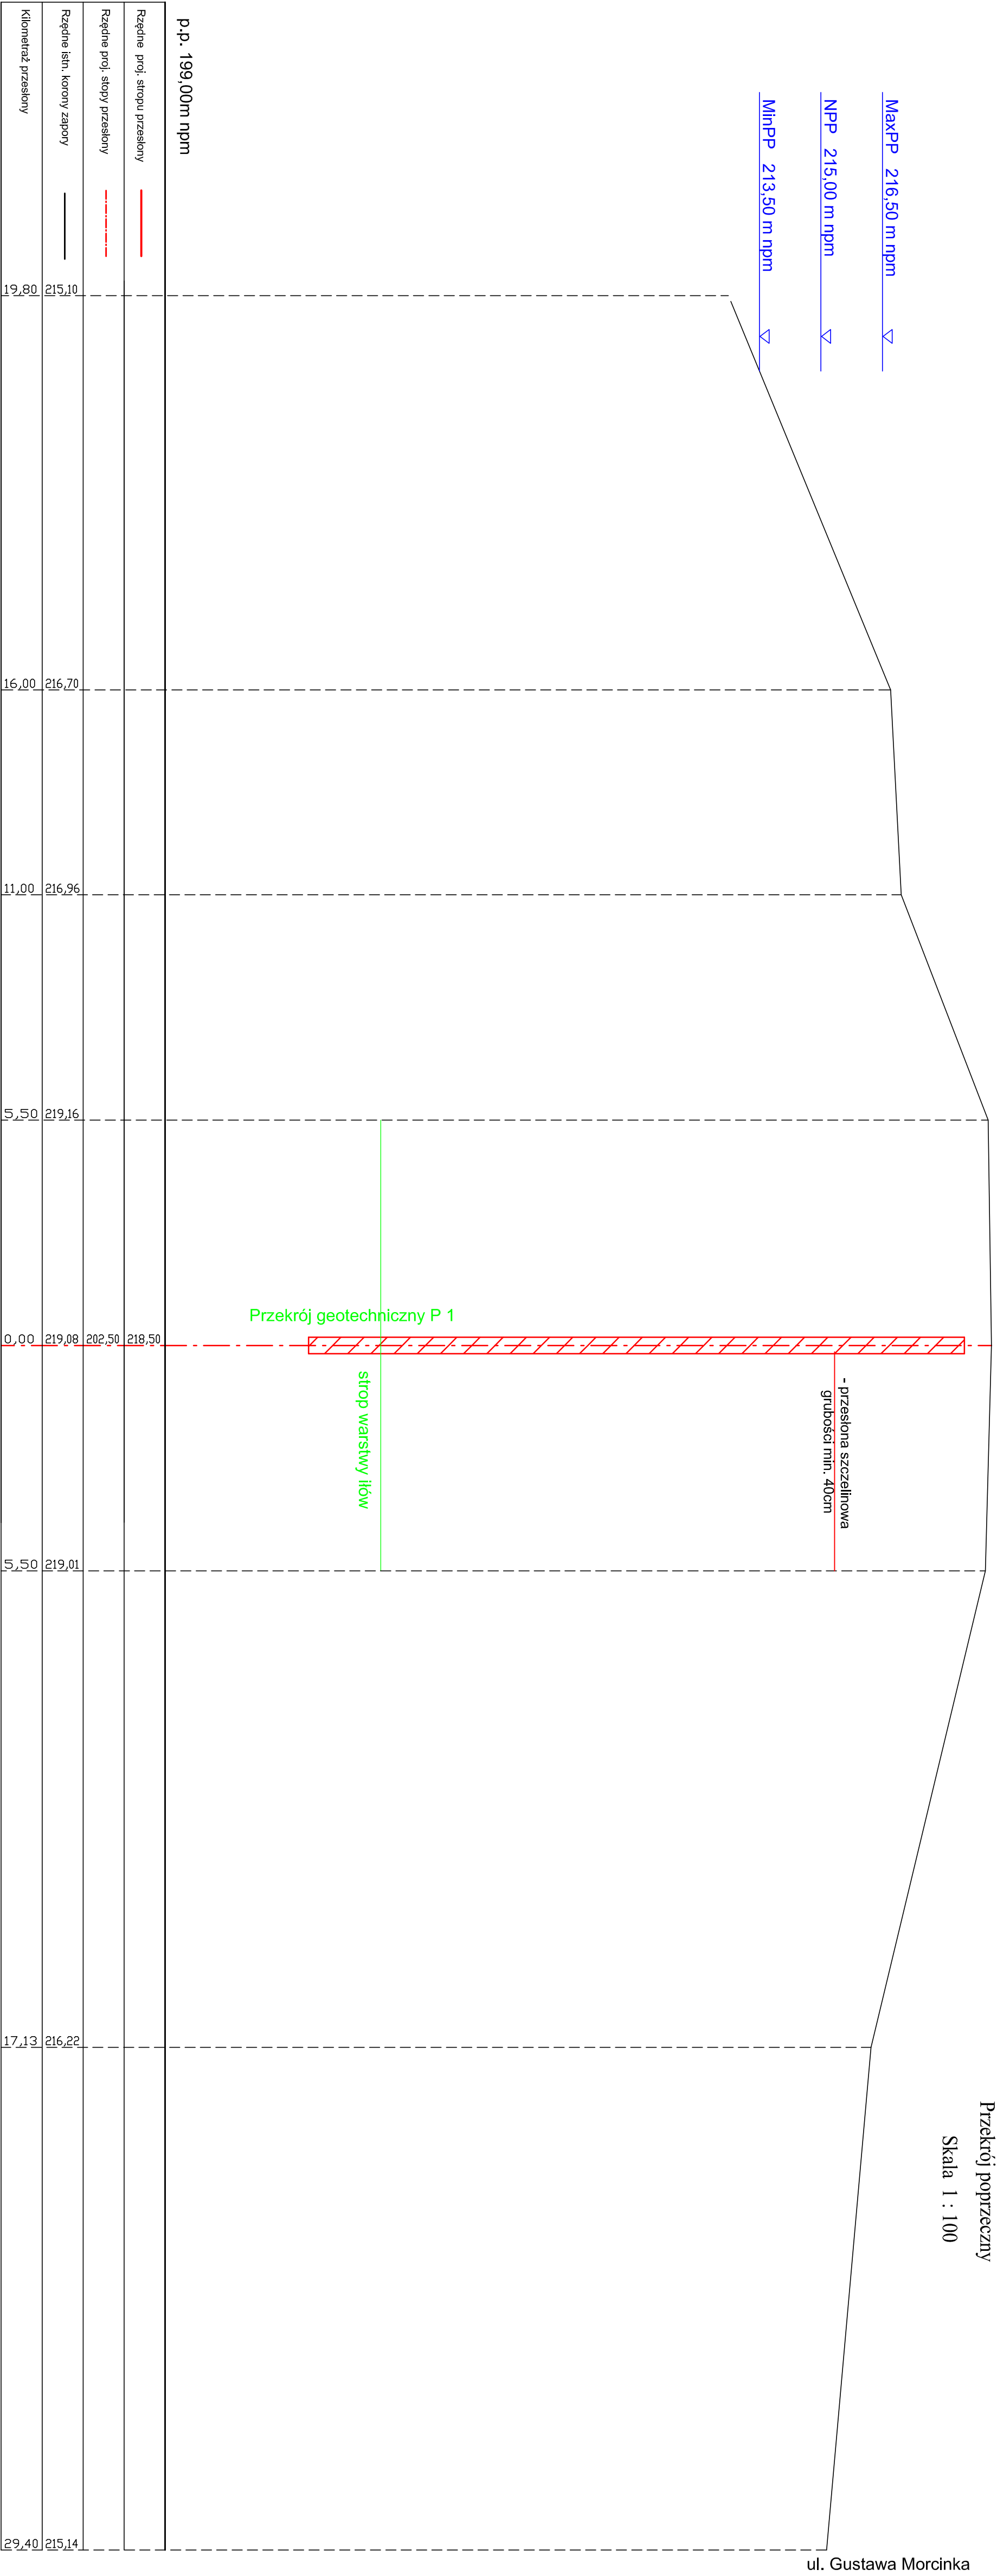 Przekrój poprzeczny
Skala 1 : 100
MaxPP 216,50 m npm
NPP 215,00 m npm
MinPP 213,50 m npm
- przesłona szczelinowa
grubości min. 40cm
strop warstwy iłów
Przekrój geotechniczny P 1
ul. Gustawa Morcinka
p.p. 199,00m npm
Rzędne proj. stropu przesłony
218,50
Rzędne proj. stopy przesłony
202,50
Rzędne istn. korony zapory
215,10 216,70 216,96 219,16 219,08 219,01 216,22 215,14
Kilometraż przesłony
19,80 16,00 11,00 5,50 0,00 5,50 17,13 29,40